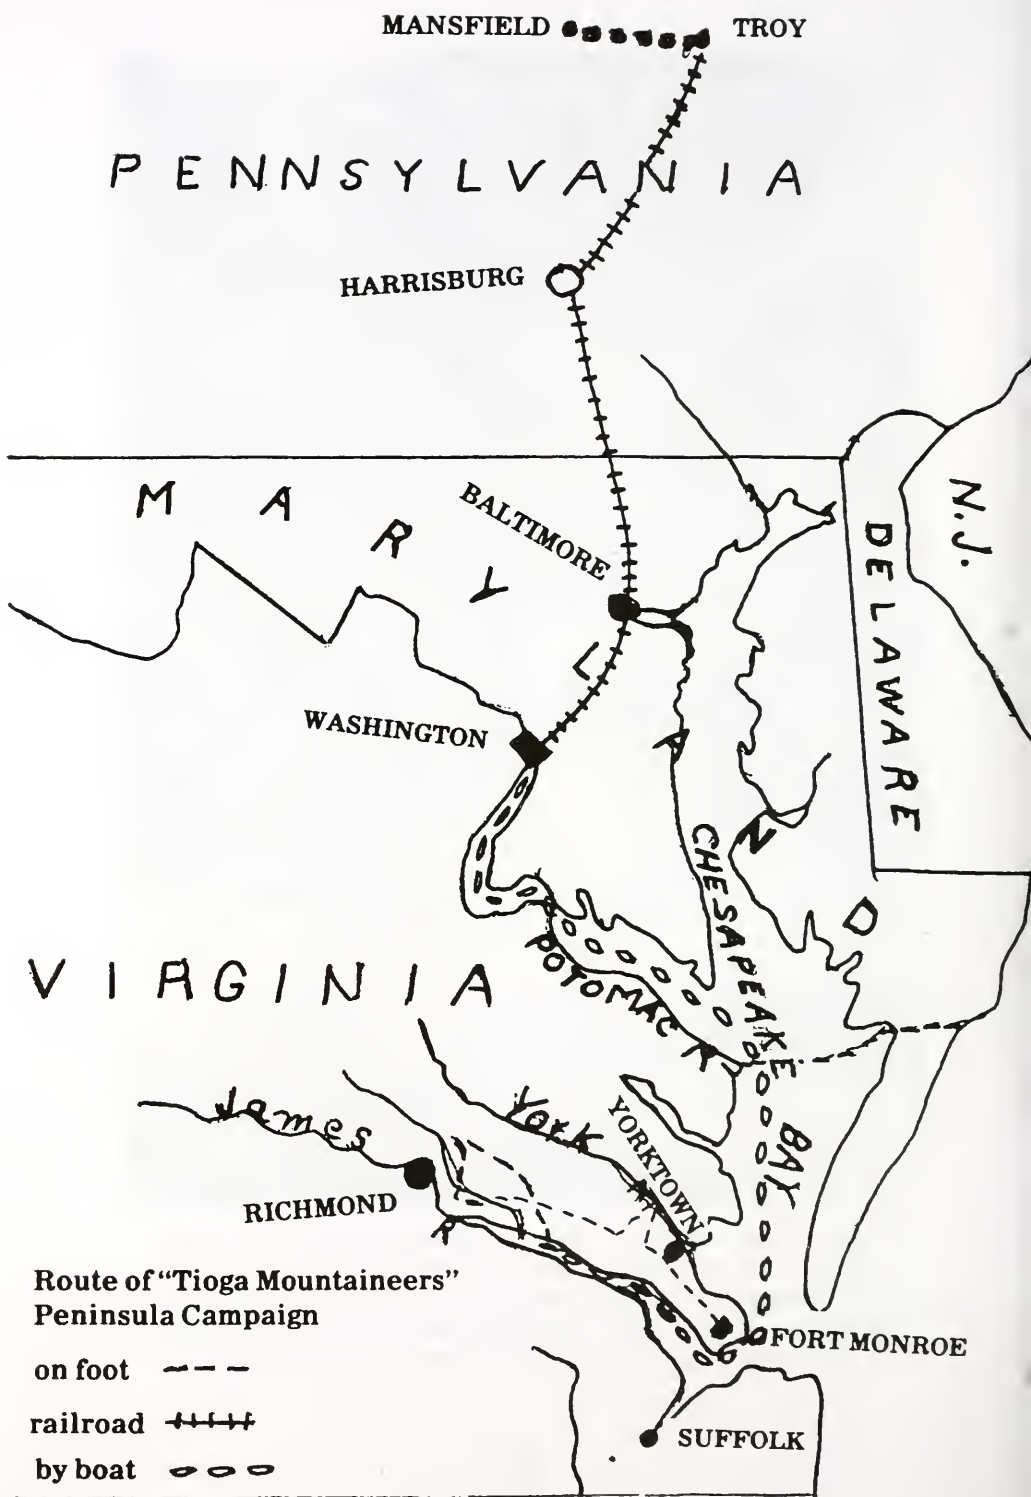 MANSFIELD
TROY
PENNSYLVANIA
HARRISBURG
MARYLAND
BALTIMORE
N.J.
DELAWARE
WASHINGTON
CHESAPEAKE BAY
POTOMAC R
VIRGINIA
James R
York
YORKTOWN
RICHMOND
Route of “Tioga Mountaineers”
Peninsula Campaign
on foot
railroad
by boat
FORT MONROE
SUFFOLK